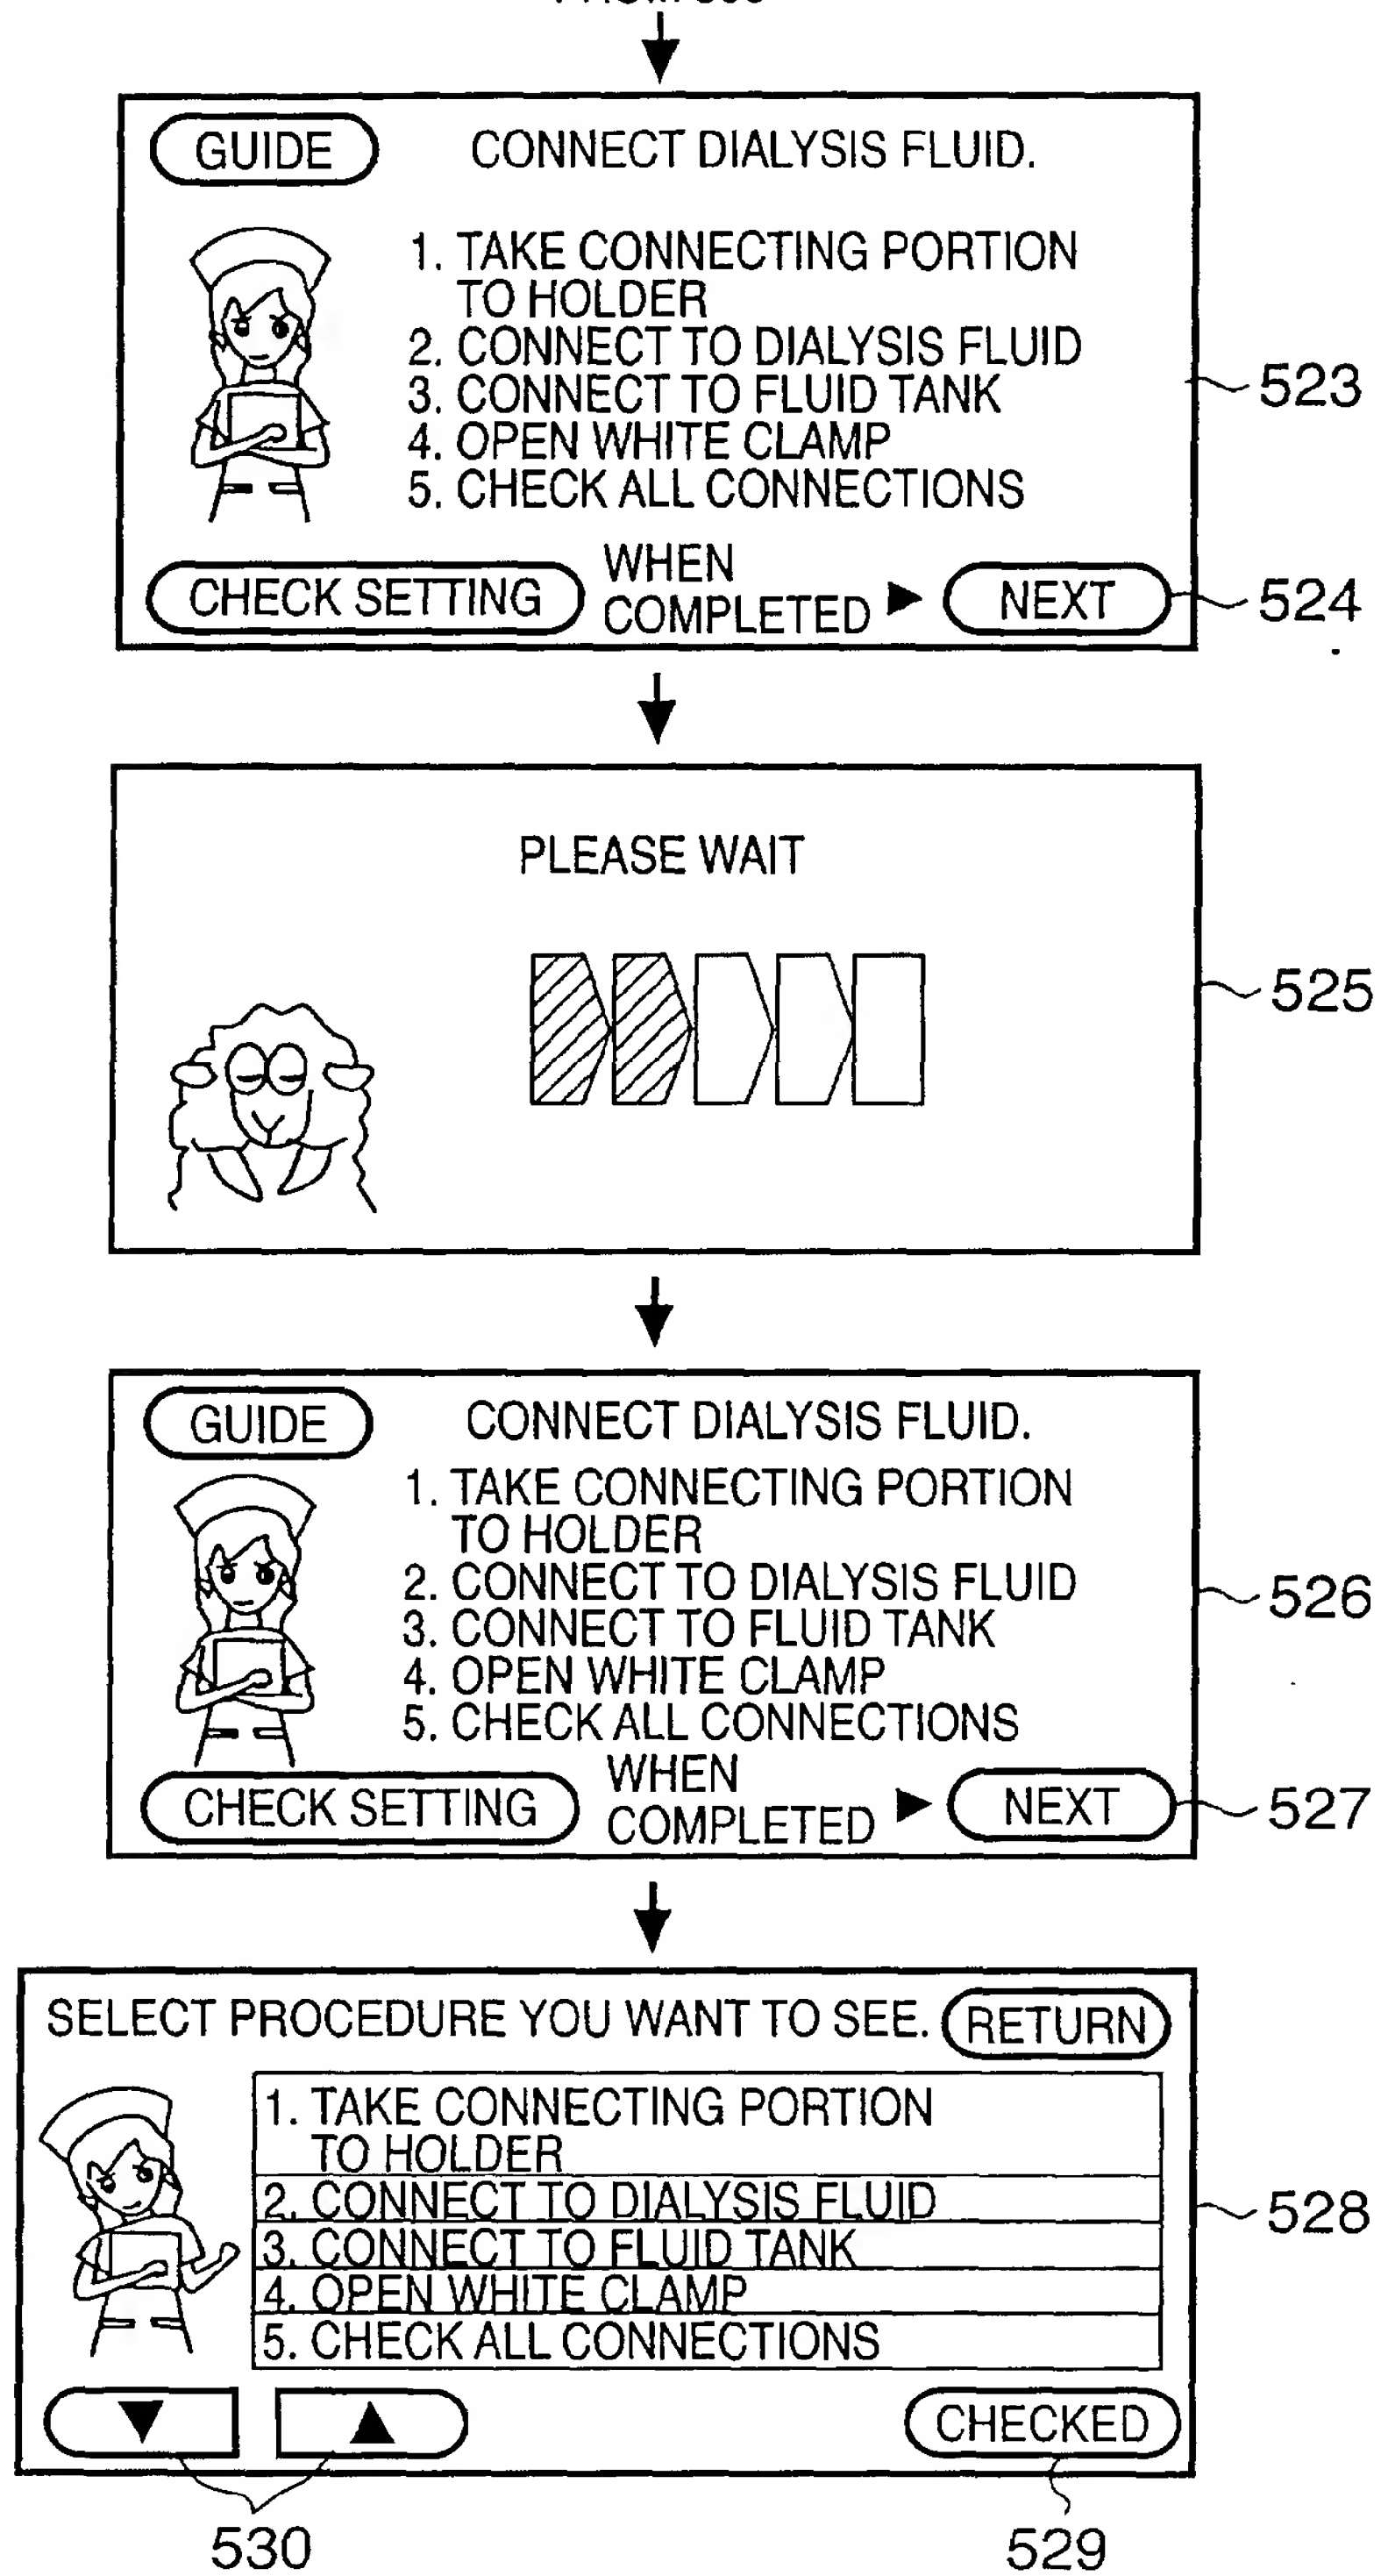 GUIDE CONNECT DIALYSIS FLUID.
1. TAKE CONNECTING PORTION
TO HOLDER
2. CONNECT TO DIALYSIS FLUID
3. CONNECT TO FLUID TANK
4. OPEN WHITE CLAMP
5. CHECK ALL CONNECTIONS
523
CHECK SETTING
WHEN
COMPLETED ▶ NEXT
524
PLEASE WAIT
525
GUIDE CONNECT DIALYSIS FLUID.
1. TAKE CONNECTING PORTION
TO HOLDER
2. CONNECT TO DIALYSIS FLUID
3. CONNECT TO FLUID TANK
4. OPEN WHITE CLAMP
5. CHECK ALL CONNECTIONS
526
CHECK SETTING
WHEN
COMPLETED ▶ NEXT
527
SELECT PROCEDURE YOU WANT TO SEE. RETURN
1. TAKE CONNECTING PORTION
TO HOLDER
2. CONNECT TO DIALYSIS FLUID
3. CONNECT TO FLUID TANK
4. OPEN WHITE CLAMP
5. CHECK ALL CONNECTIONS
528
▼ ▲ CHECKED
530 529